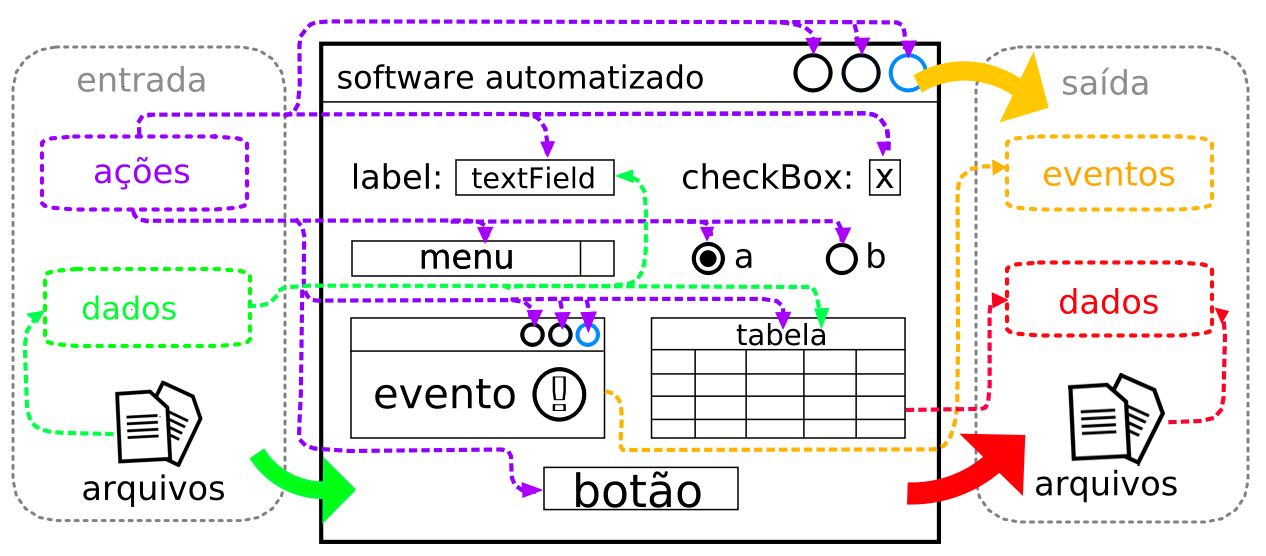 entrada
ações
dados
arquivos
software automatizado
label:
textField
checkBox:
x
menu
a
b
evento
!
tabela
botão
saída
eventos
dados
arquivos